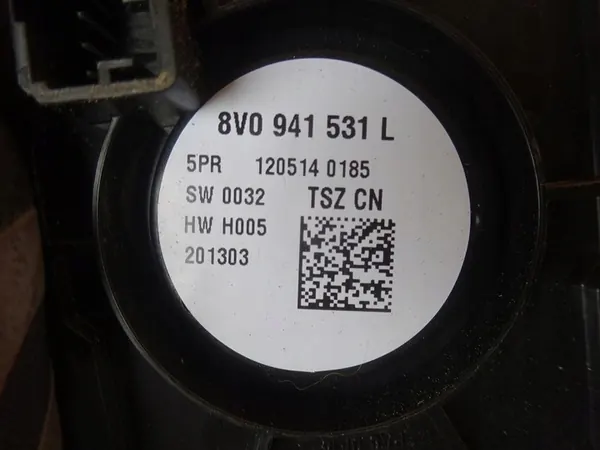 8V0 941 531 L
5PR 120514 0185
SW 0032 TSZ CN
HW H005
201303